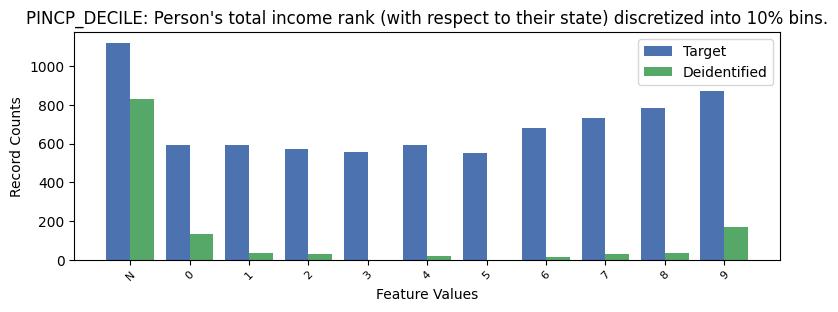 PINCP_DECILE: Person's total income rank (with respect to their state) discretized into 10% bins.
Target
Deidentified
Record Counts
1000
800
600
400
200
0
N 0 1 2 3 4 5 6 7 8 9
Feature Values